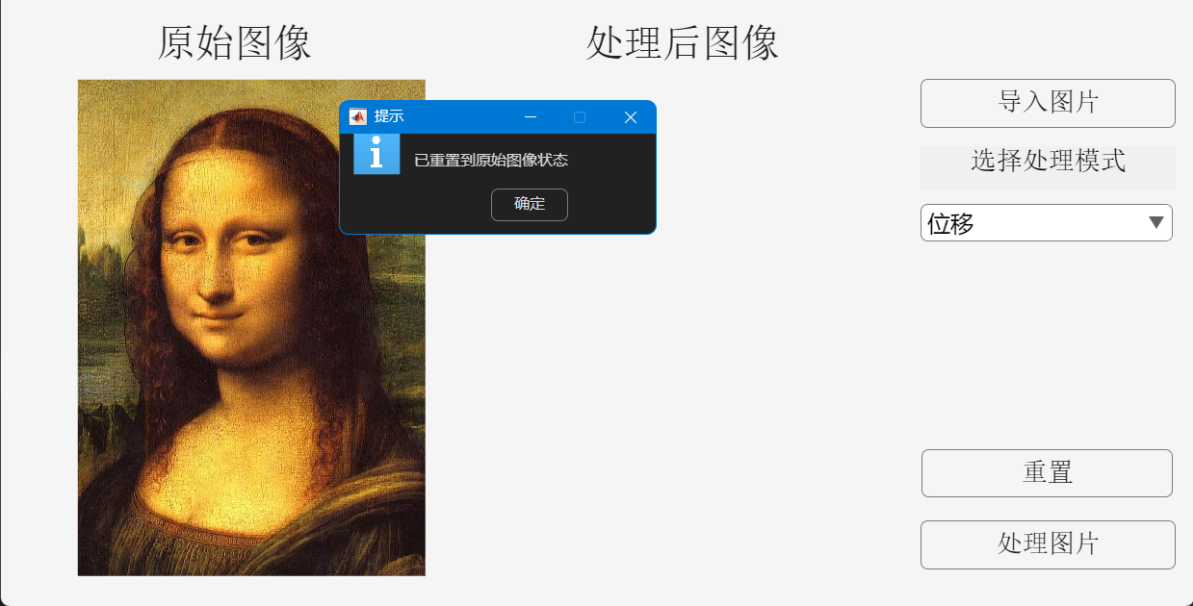 原始图像
处理后图像
提示
已重置到原始图像状态
确定
导入图片
选择处理模式
位移
重置
处理图片